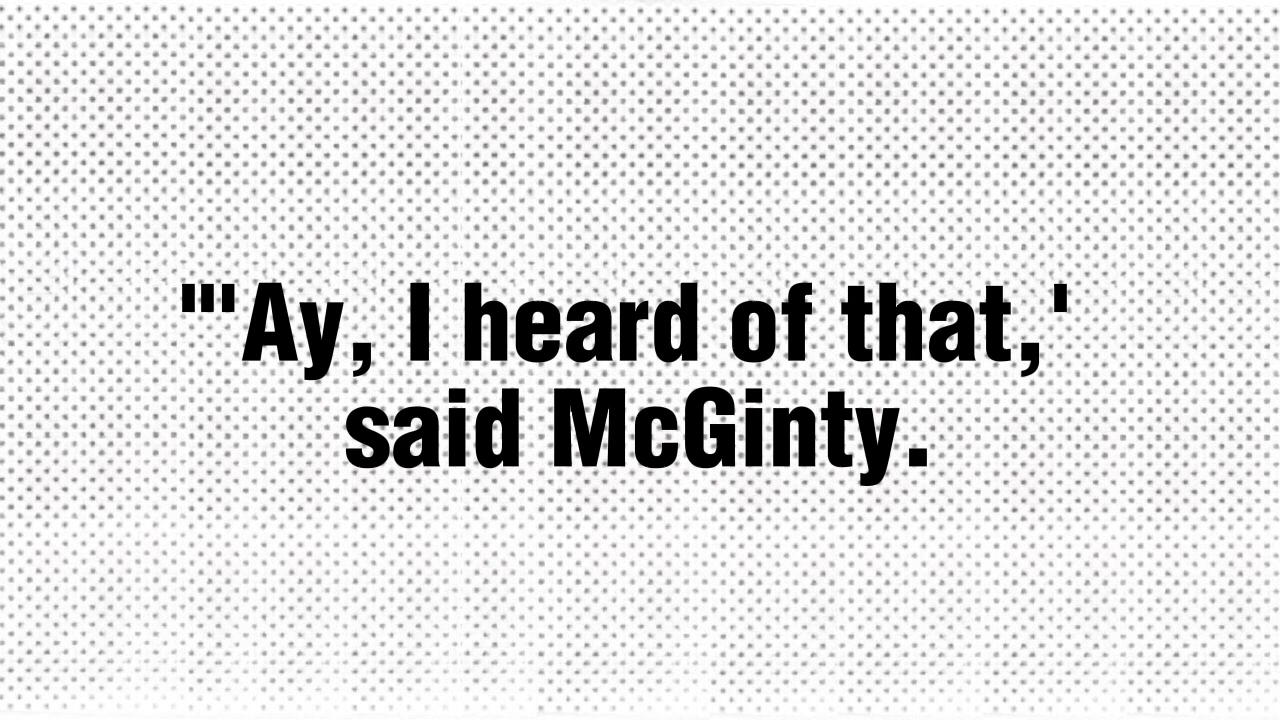 "'Ay, I heard of that,'
said McGinty.